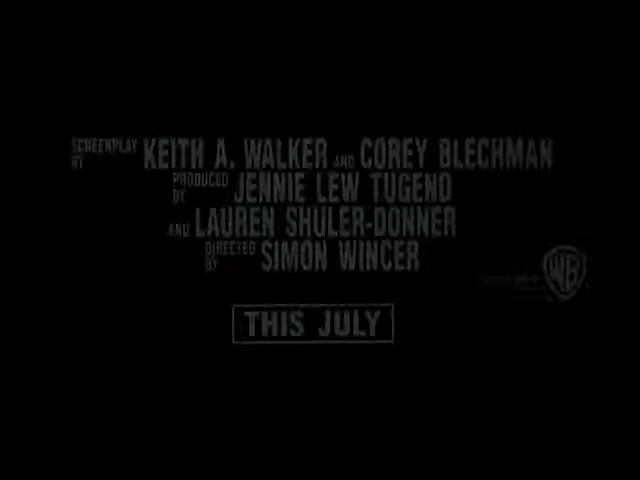 SCREENPLAY BY KEITH A. WALKER AND COREY BLECHMAN
PRODUCED BY JENNIE LEW TUGEND
AND LAUREN SHULER-DONNER
DIRECTED BY SIMON WINCER
WB
THIS JULY